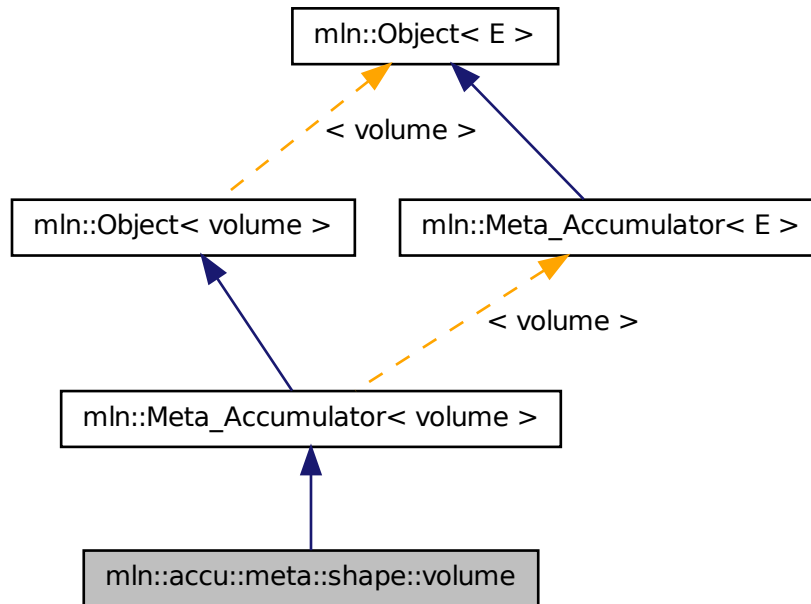 mln::Object< E >
< volume >
mln::Object< volume >
mln::Meta_Accumulator< E >
< volume >
mln::Meta_Accumulator< volume >
mln::accu::meta::shape::volume